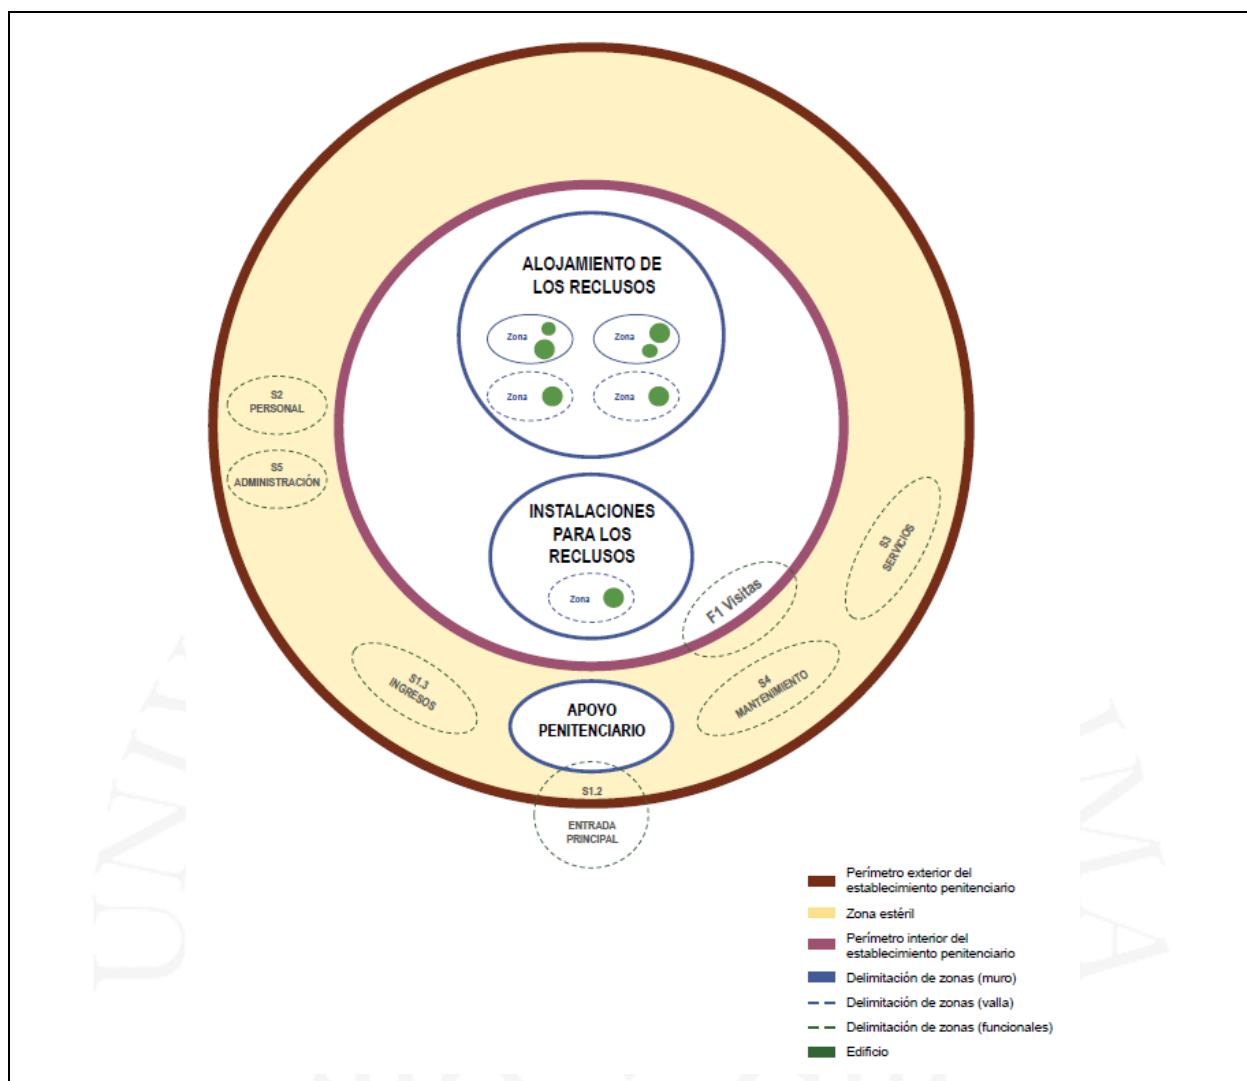 ALOJAMIENTO DE
LOS RECLUSOS
Zona
Zona
Zona
Zona
S2
PERSONAL
S5
ADMINISTRACIÓN
INSTALACIONES
PARA LOS
RECLUSOS
Zona
S3
SERVICIOS
F1 Visitas
S1.3
INGRESOS
S4
MANTENIMIENTO
APOYO
PENITENCIARIO
S1.2
ENTRADA
PRINCIPAL
Perímetro exterior del
establecimiento penitenciario
Zona estéril
Perímetro interior del
establecimiento penitenciario
Delimitación de zonas (muro)
Delimitación de zonas (valla)
Delimitación de zonas (funcionales)
Edificio